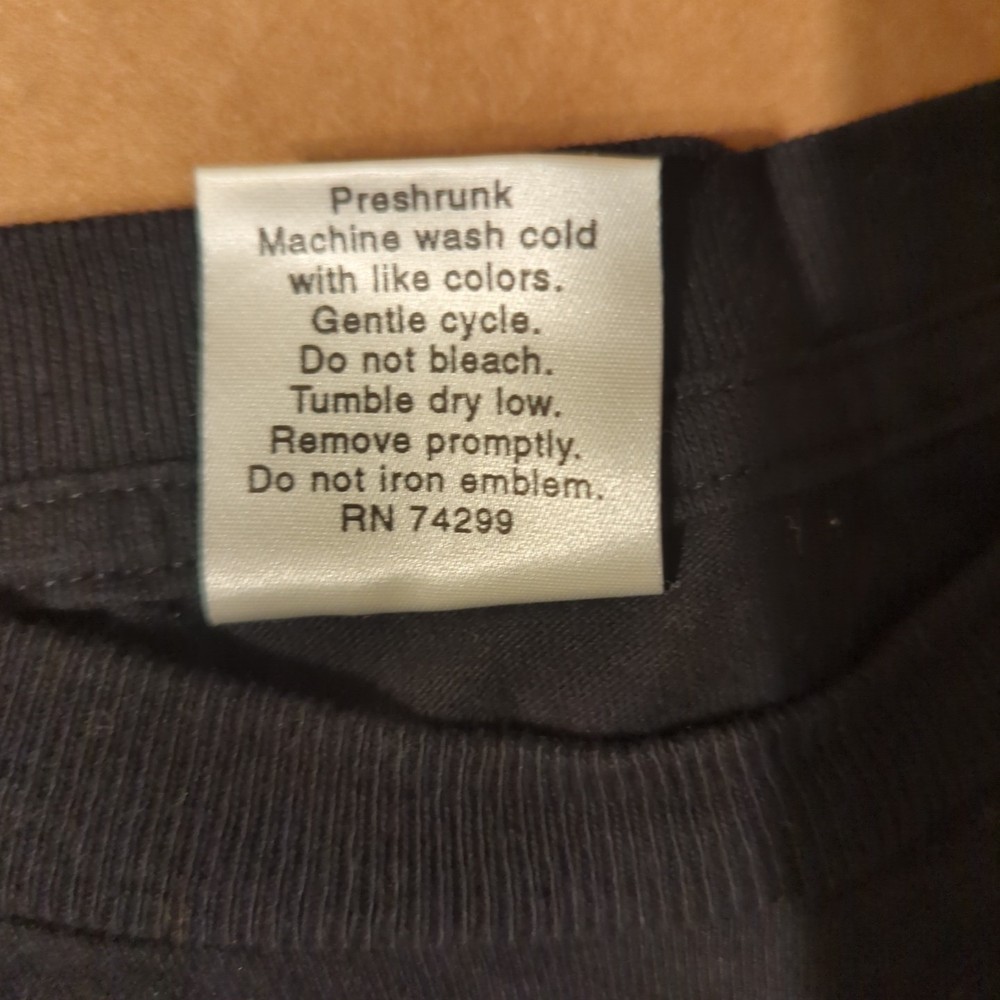 Preshrunk
Machine wash cold
with like colors.
Gentle cycle.
Do not bleach.
Tumble dry low.
Remove promptly.
Do not iron emblem.
RN 74299